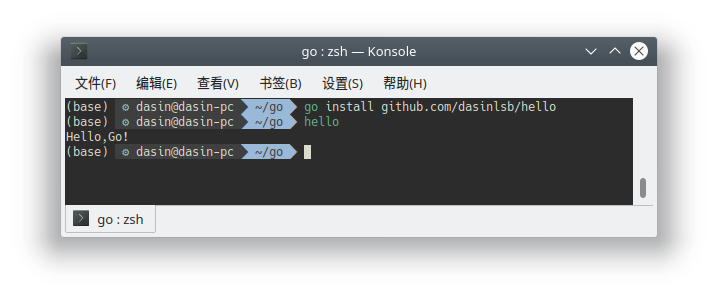 go : zsh — Konsole
文件(F) 编辑(E) 查看(V) 书签(B) 设置(S) 帮助(H)
(base) ⚙ dasin@dasin-pc ~/go go install github.com/dasinlsb/hello
(base) ⚙ dasin@dasin-pc ~/go hello
Hello,Go!
(base) ⚙ dasin@dasin-pc ~/go
go : zsh